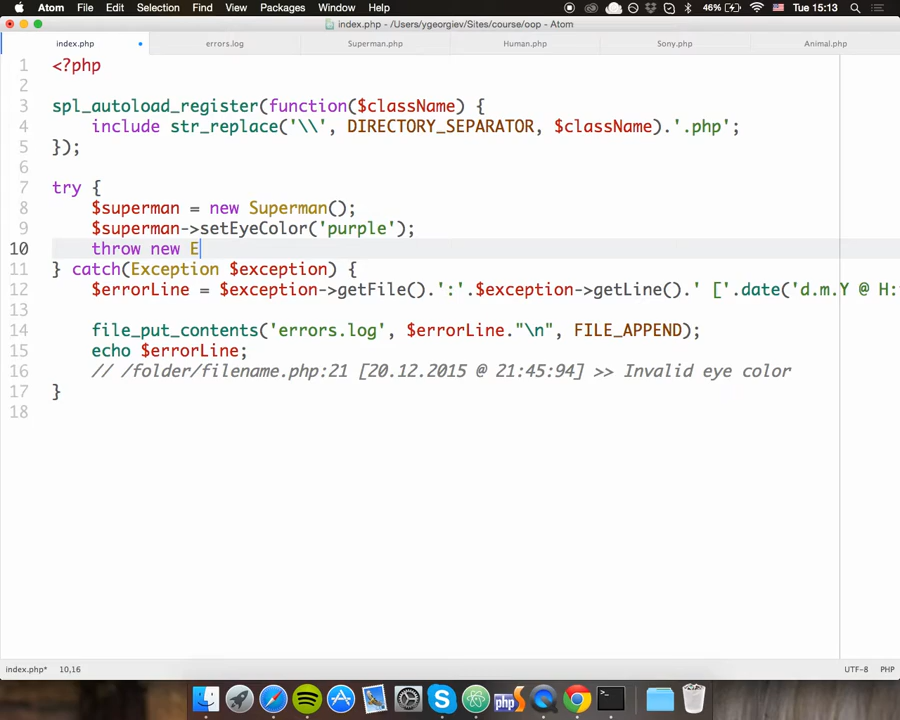 Atom File Edit Selection Find View Packages Window Help 46% Tue 15:13
index.php - /Users/ygeorgiev/Sites/course/oop - Atom
index.php errors.log Superman.php Human.php Sony.php Animal.php
1 <?php
2
3 spl_autoload_register(function($className) {
4 include str_replace('\\', DIRECTORY_SEPARATOR, $className).'.php';
5 });
6
7 try {
8 $superman = new Superman();
9 $superman->setEyeColor('purple');
10 throw new E
11 } catch(Exception $exception) {
12 $errorLine = $exception->getFile().':'.$exception->getLine().' ['.date('d.m.Y @ H:
13
14 file_put_contents('errors.log', $errorLine."\n", FILE_APPEND);
15 echo $errorLine;
16 // /folder/filename.php:21 [20.12.2015 @ 21:45:94] >> Invalid eye color
17 }
18
index.php* 10,16 UTF-8 PHP
php